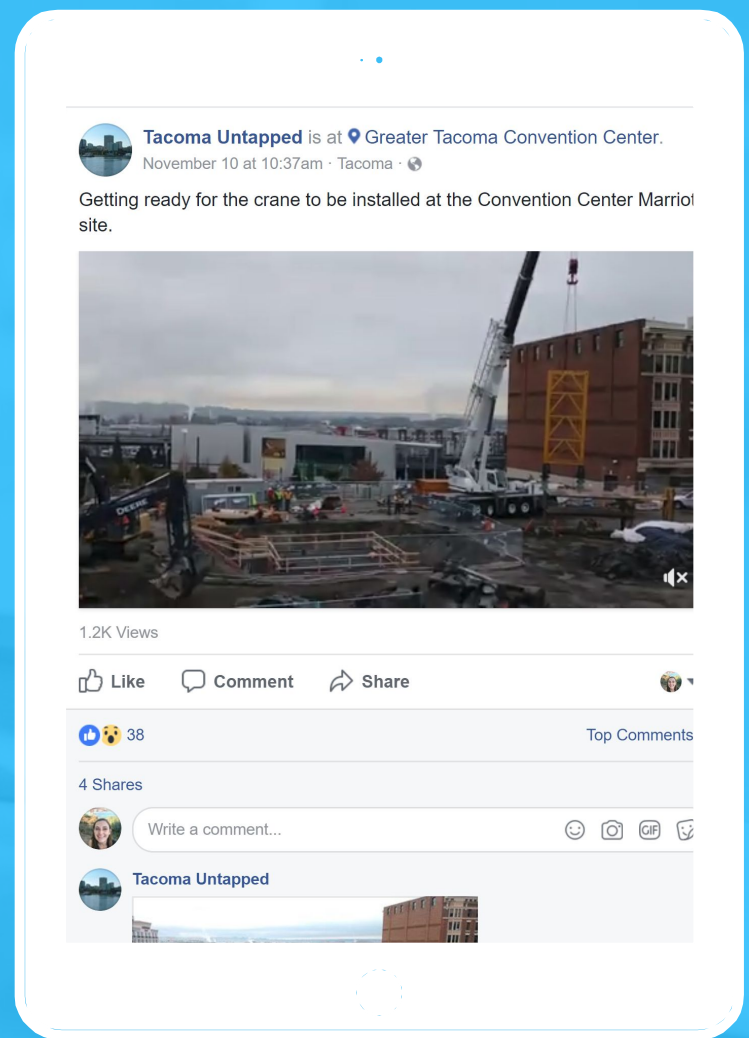 Tacoma Untapped is at Greater Tacoma Convention Center.
November 10 at 10:37am · Tacoma ·
Getting ready for the crane to be installed at the Convention Center Marriot
site.
DEERE
1.2K Views
Like Comment Share
38 Top Comments
4 Shares
Write a comment... GIF
Tacoma Untapped